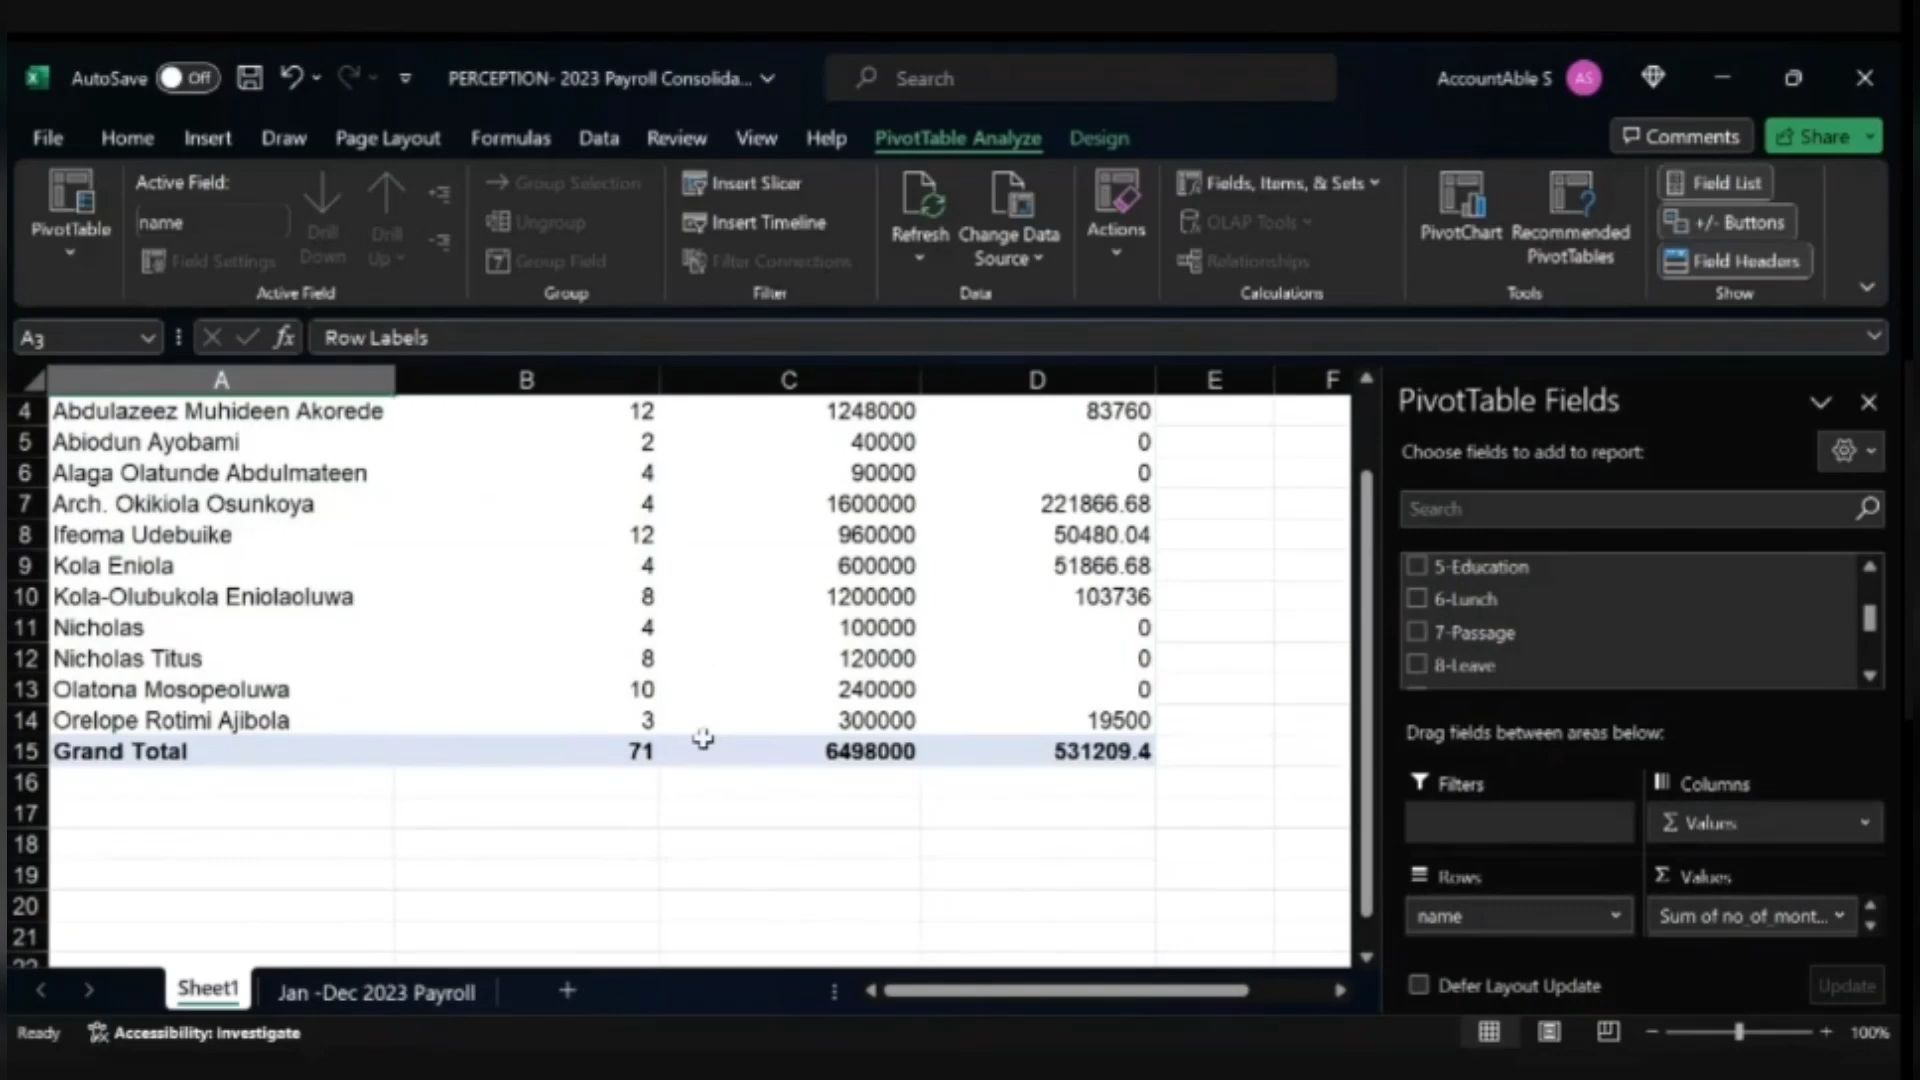 AutoSave Off PERCEPTION- 2023 Payroll Consolida... Search AccountAble S AS
File Home Insert Draw Page Layout Formulas Data Review View Help PivotTable Analyze Design Comments Share
PivotTable
Active Field:
name
Field Settings
Drill Down
Drill Up
Active Field
Group Selection
Ungroup
Group Field
Group
Insert Slicer
Insert Timeline
Filter Connections
Filter
Refresh
Change Data Source
Data
Actions
Fields, Items, & Sets
OLAP Tools
Relationships
Calculations
PivotChart
Recommended PivotTables
Tools
Field List
+/- Buttons
Field Headers
Show
A3 fx Row Labels
A B C D E F
4 Abdulazeez Muhideen Akorede 12 1248000 83760
5 Abiodun Ayobami 2 40000 0
6 Alaga Olatunde Abdulmateen 4 90000 0
7 Arch. Okikiola Osunkoya 4 1600000 221866.68
8 Ifeoma Udebuike 12 960000 50480.04
9 Kola Eniola 4 600000 51866.68
10 Kola-Olubukola Eniolaoluwa 8 1200000 103736
11 Nicholas 4 100000 0
12 Nicholas Titus 8 120000 0
13 Olatona Mosopeoluwa 10 240000 0
14 Orelope Rotimi Ajibola 3 300000 19500
15 Grand Total 71 6498000 531209.4
16
17
18
19
20
21
22
PivotTable Fields
Choose fields to add to report:
Search
5-Education
6-Lunch
7-Passage
8-Leave
Drag fields between areas below:
Filters
Columns
Σ Values
Rows
Σ Values
name
Sum of no_of_mont...
Defer Layout Update Update
Sheet1 Jan -Dec 2023 Payroll
Ready Accessibility: Investigate 100%